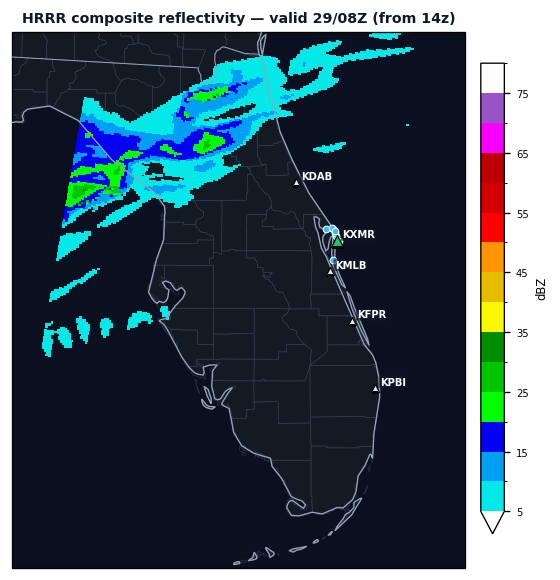 HRRR composite reflectivity — valid 29/08Z (from 14z)
KDAB
KXMR
KMLB
KFPR
KPBI
75
65
55
45
35
25
15
5
dBZ